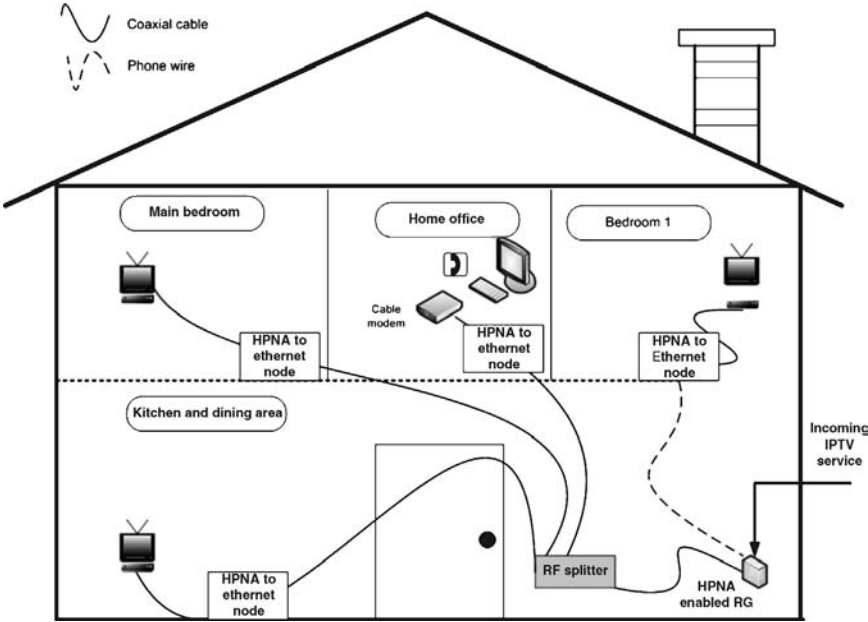 Coaxial cable
Phone wire
Main bedroom
Home office
Bedroom 1
Cable
modem
HPNA to
ethernet
node
HPNA to
ethernet
node
HPNA to
Ethernet
node
Kitchen and dining area
Incoming
IPTV
service
HPNA to
ethernet
node
RF splitter
HPNA
enabled RG